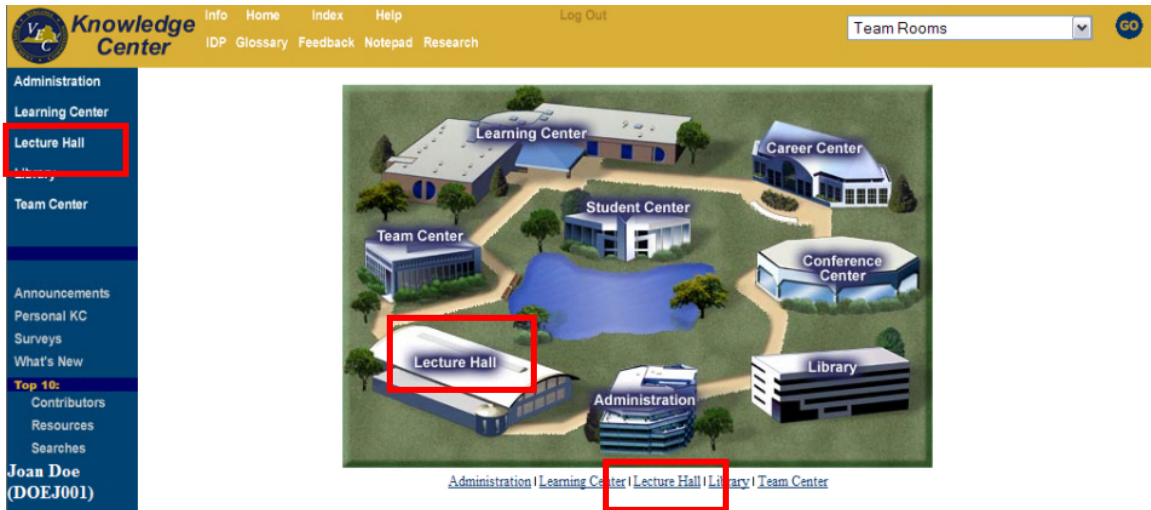 VEC
Knowledge
Center
Info Home Index Help Log Out
IDP Glossary Feedback Notepad Research
Team Rooms
GO
Administration
Learning Center
Lecture Hall
Library
Team Center
Announcements
Personal KC
Surveys
What's New
Top 10:
Contributors
Resources
Searches
Joan Doe
(DOEJ001)
Learning Center
Career Center
Student Center
Team Center
Conference
Center
Lecture Hall
Library
Administration
Administration | Learning Center | Lecture Hall | Library | Team Center